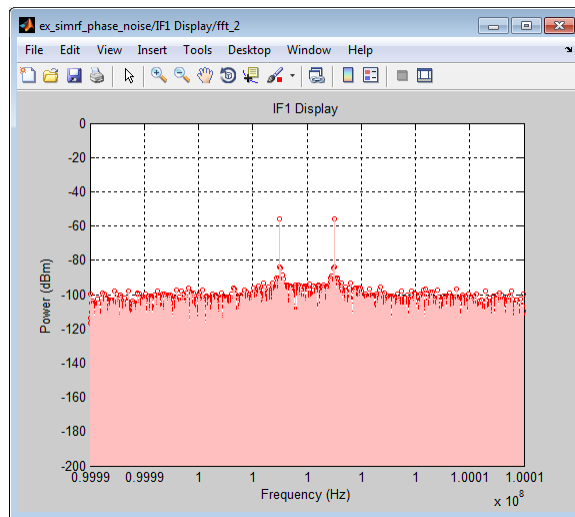 ex_simrf_phase_noise/IF1 Display/fft_2
File Edit View Insert Tools Desktop Window Help
IF1 Display
0
-20
-40
-60
-80
-100
-120
-140
-160
-180
-200
Power (dBm)
0.9999 0.9999 1 1 1 1 1 1.0001 1.0001
Frequency (Hz)
x 10^8